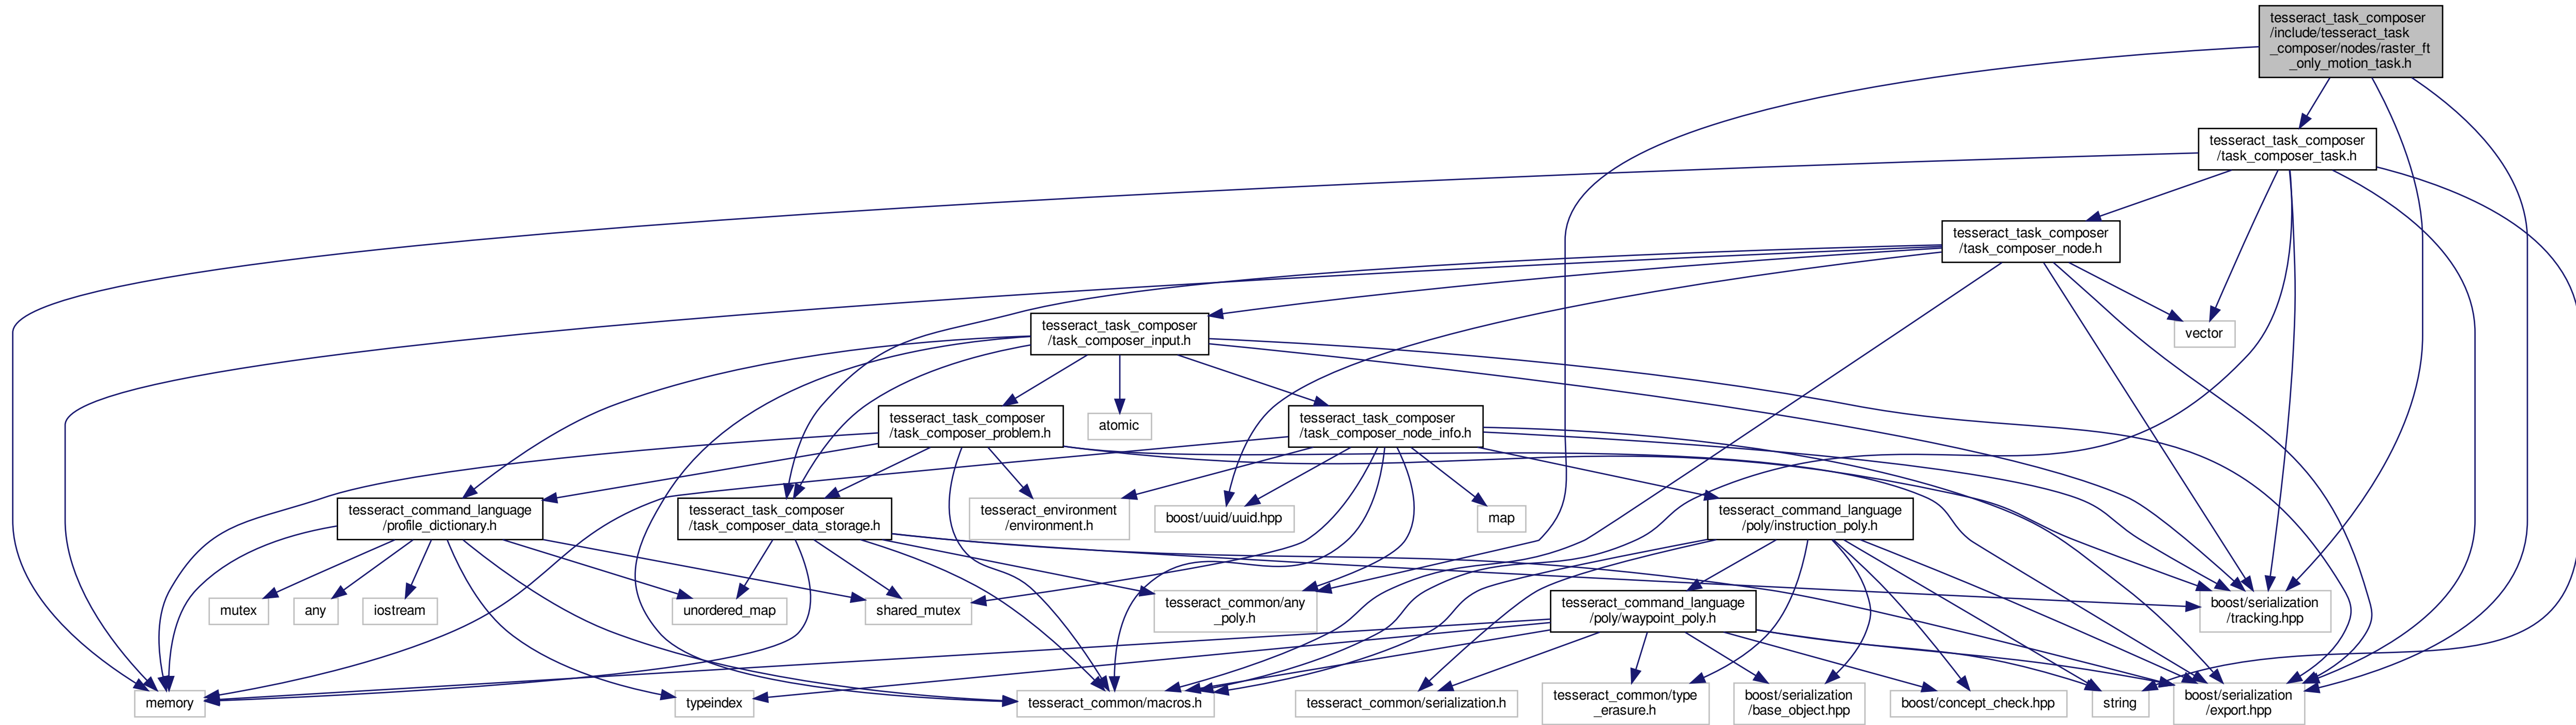 tesseract_task_composer
/include/tesseract_task
_composer/nodes/raster_ft
_only_motion_task.h
tesseract_task_composer
/task_composer_task.h
tesseract_task_composer
/task_composer_node.h
tesseract_task_composer
/task_composer_input.h
vector
tesseract_task_composer
/task_composer_problem.h
atomic
tesseract_task_composer
/task_composer_node_info.h
tesseract_command_language
/profile_dictionary.h
tesseract_task_composer
/task_composer_data_storage.h
tesseract_environment
/environment.h
boost/uuid/uuid.hpp
map
tesseract_command_language
/poly/instruction_poly.h
mutex
any
iostream
unordered_map
shared_mutex
tesseract_common/any
_poly.h
tesseract_command_language
/poly/waypoint_poly.h
boost/serialization
/tracking.hpp
memory
typeindex
tesseract_common/macros.h
tesseract_common/serialization.h
tesseract_common/type
_erasure.h
boost/serialization
/base_object.hpp
boost/concept_check.hpp
string
boost/serialization
/export.hpp